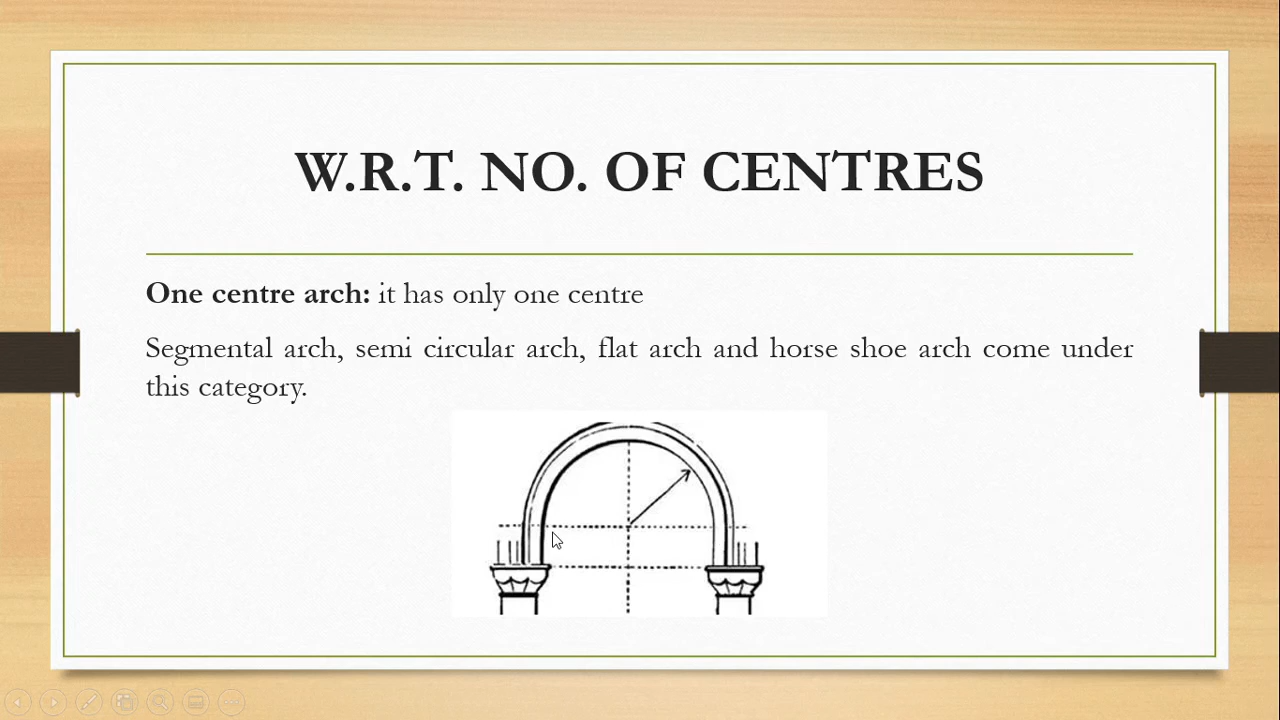 W.R.T. NO. OF CENTRES
One centre arch: it has only one centre
Segmental arch, semi circular arch, flat arch and horse shoe arch come under
this category.